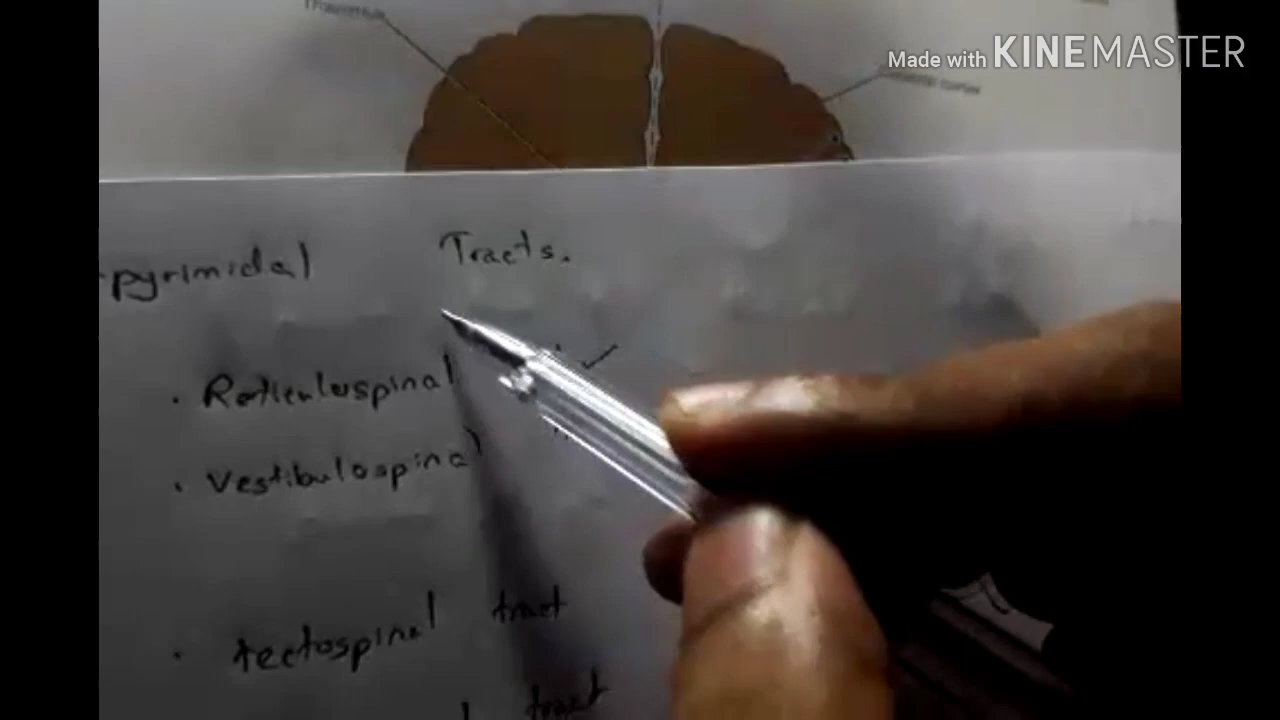 Made with KINEMASTER
pyrimidal Tracts.
• Reticulospinal
• Vestibulospinal
• tectospinal tract
tract